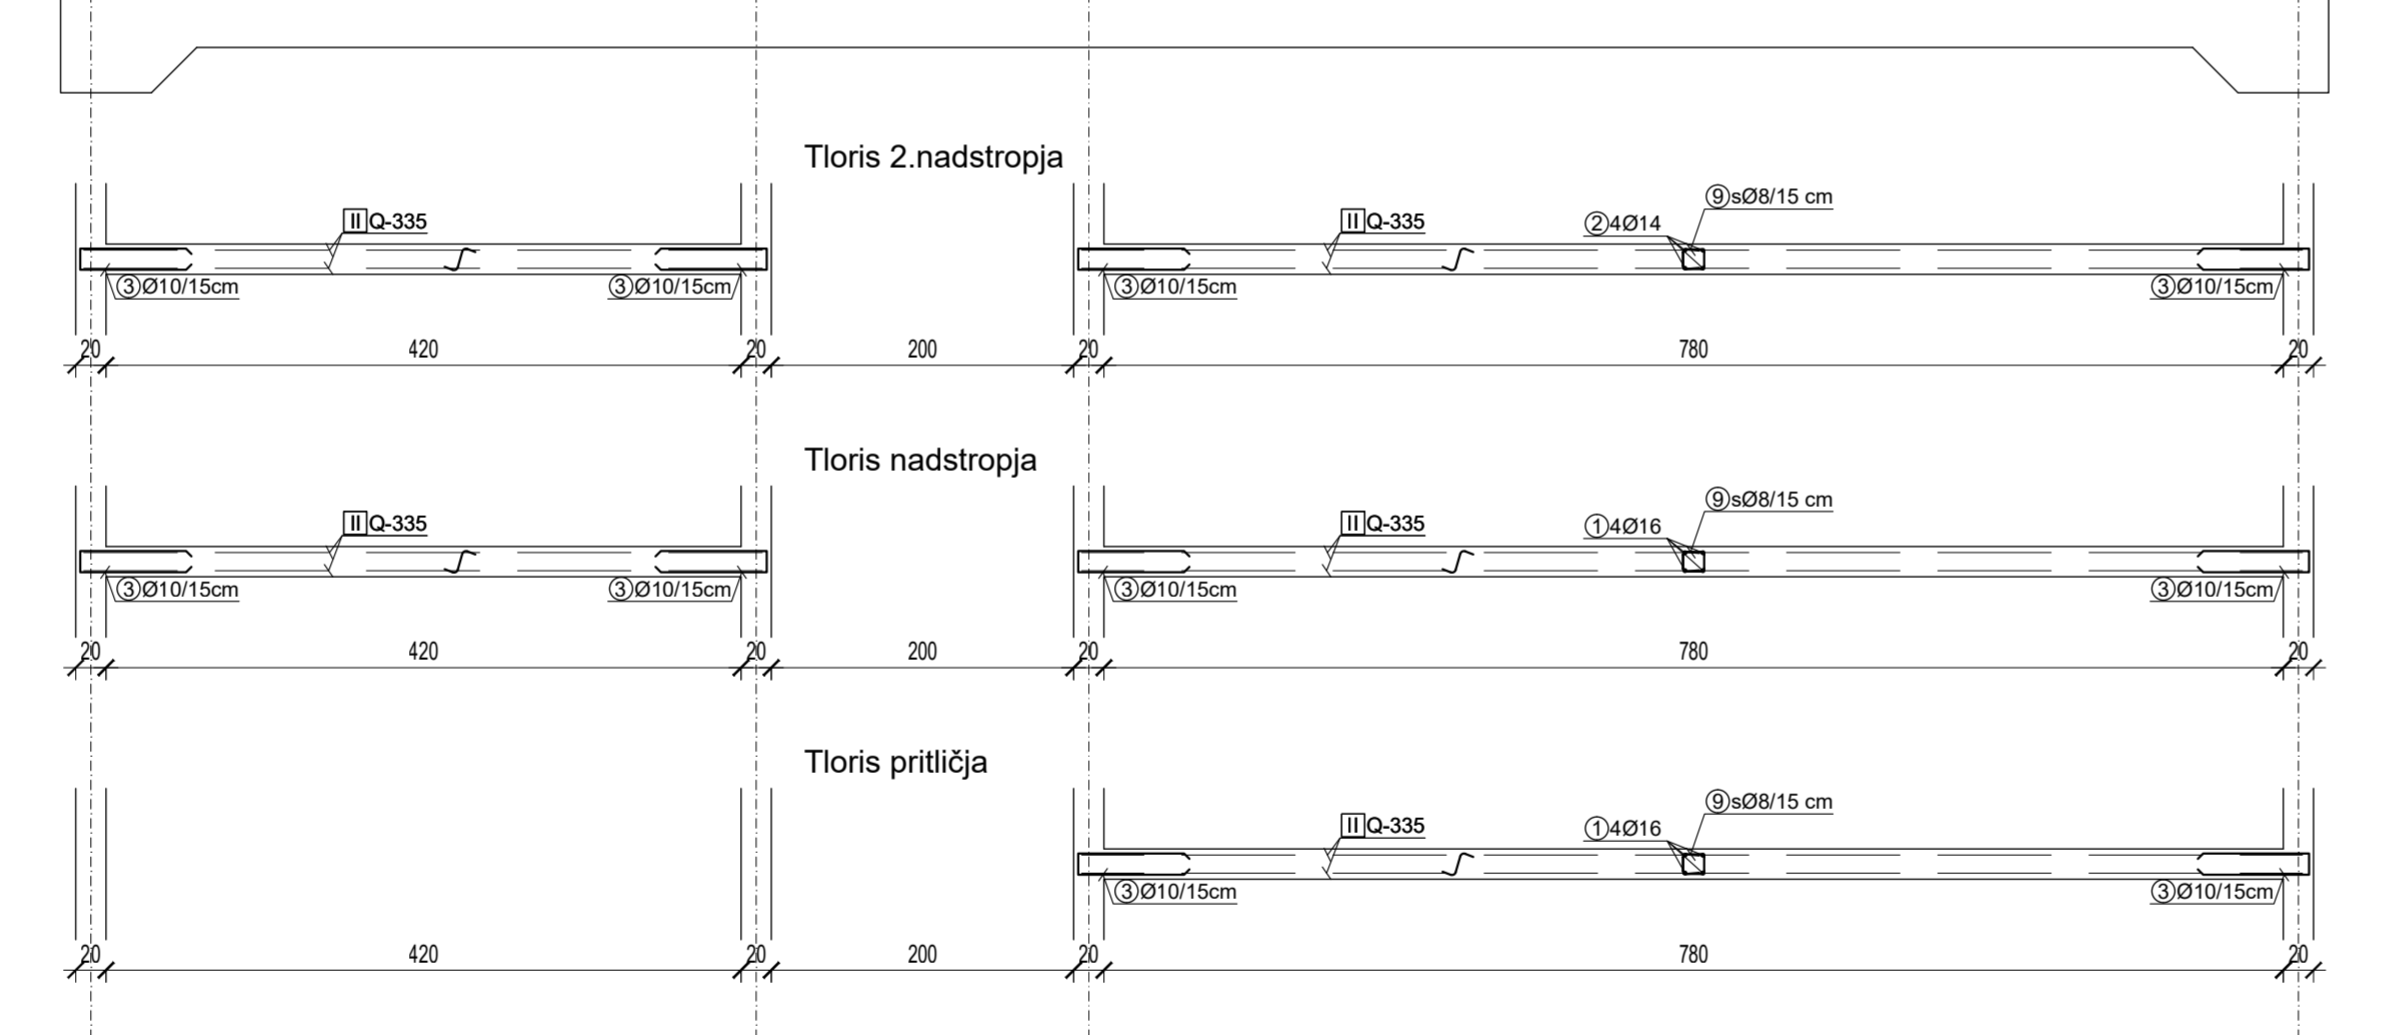 Tloris 2.nadstropja
⑨sØ8/15 cm
II Q-335
II Q-335
②4Ø14
③Ø10/15cm
③Ø10/15cm
③Ø10/15cm
③Ø10/15cm
20
420
20
200
20
780
20
Tloris nadstropja
⑨sØ8/15 cm
II Q-335
II Q-335
①4Ø16
③Ø10/15cm
③Ø10/15cm
③Ø10/15cm
③Ø10/15cm
20
420
20
200
20
780
20
Tloris pritličja
⑨sØ8/15 cm
II Q-335
①4Ø16
③Ø10/15cm
③Ø10/15cm
20
420
20
200
20
780
20